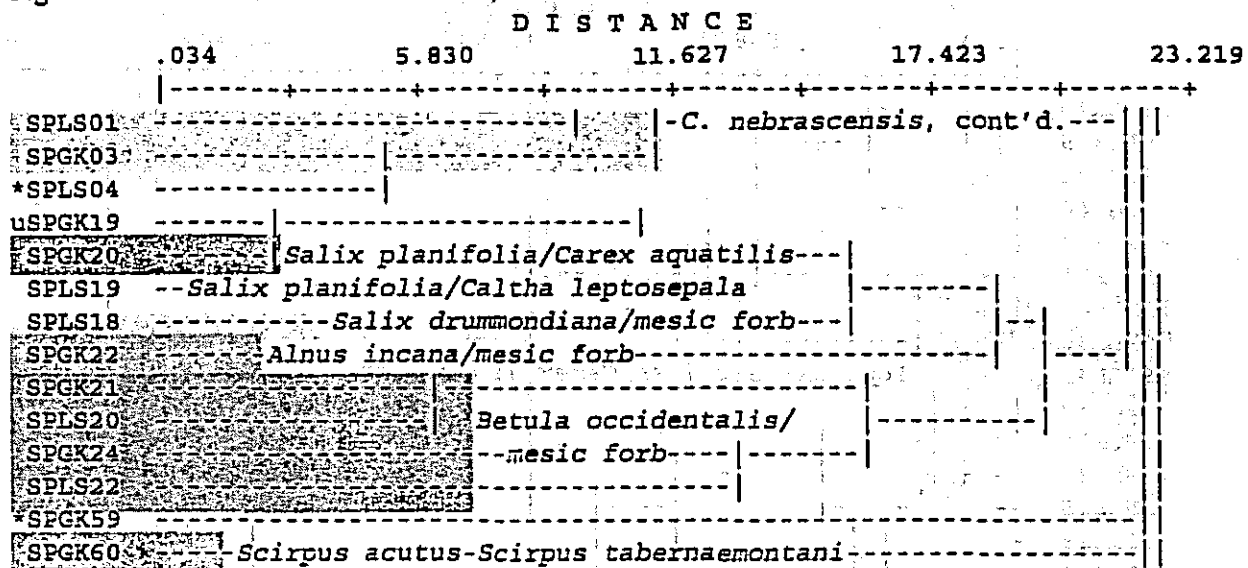 D I S T A N C E
.034 5.830 11.627 17.423 23.219
SPLS01 C. nebrascensis, cont'd.
SPGK03
*SPLS04
uSPGK19
SPGK20 Salix planifolia/Carex aquatilis
SPLS19 Salix planifolia/Caltha leptosepala
SPLS18 Salix drummondiana/mesic forb
SPGK22 Alnus incana/mesic forb
SPGK21
SPLS20 Betula occidentalis/
SPGK24 mesic forb
SPLS22
*SPGK59
SPGK60 Scirpus acutus-Scirpus tabernaemontani